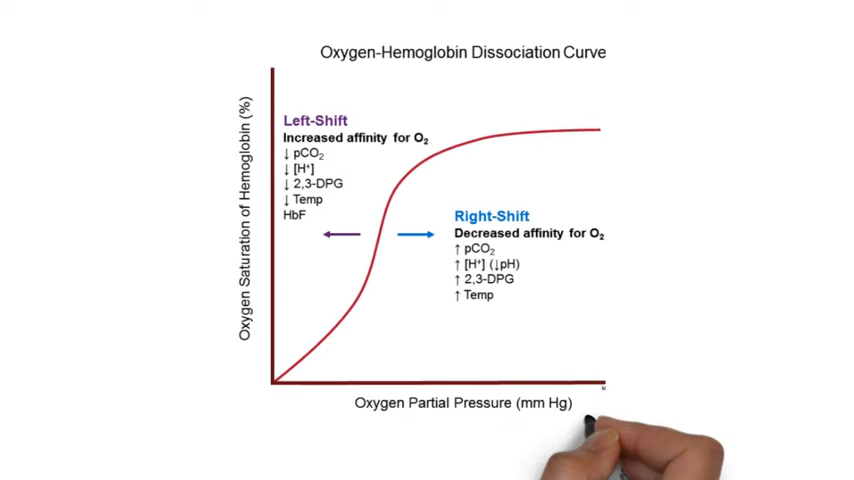 Oxygen-Hemoglobin Dissociation Curve
Oxygen Saturation of Hemoglobin (%)
Left-Shift
Increased affinity for O₂
↓ pCO₂
↓ [H⁺]
↓ 2,3-DPG
↓ Temp
HbF
Right-Shift
Decreased affinity for O₂
↑ pCO₂
↑ [H⁺] (↓pH)
↑ 2,3-DPG
↑ Temp
Oxygen Partial Pressure (mm Hg)